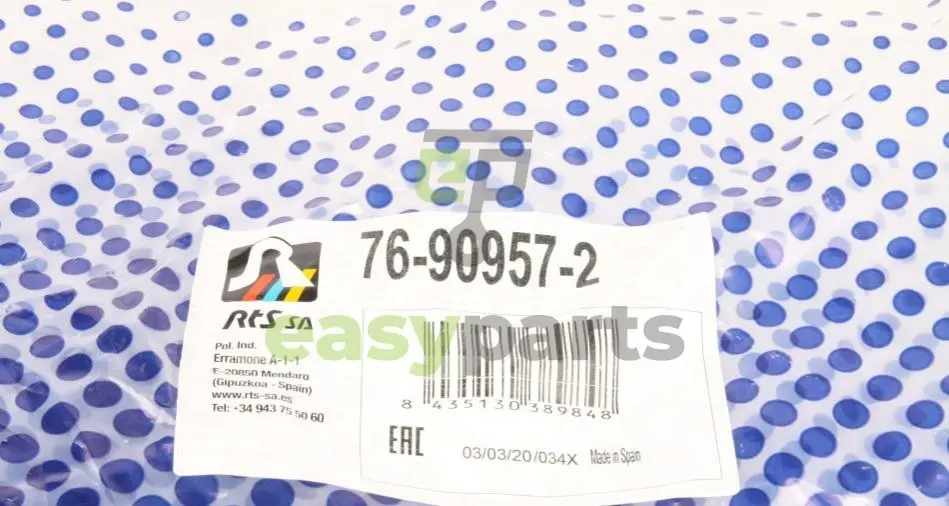 76-90957-2
RtS SA
Pol. Ind.
Erramone A-1-1
E-20850 Mendaro
(Gipuzkoa - Spain)
www.rts-sa.es
Tel: +34 943 75 50 60
easyparts
8 435130 389848
EAC
03/03/20/034X Made in Spain